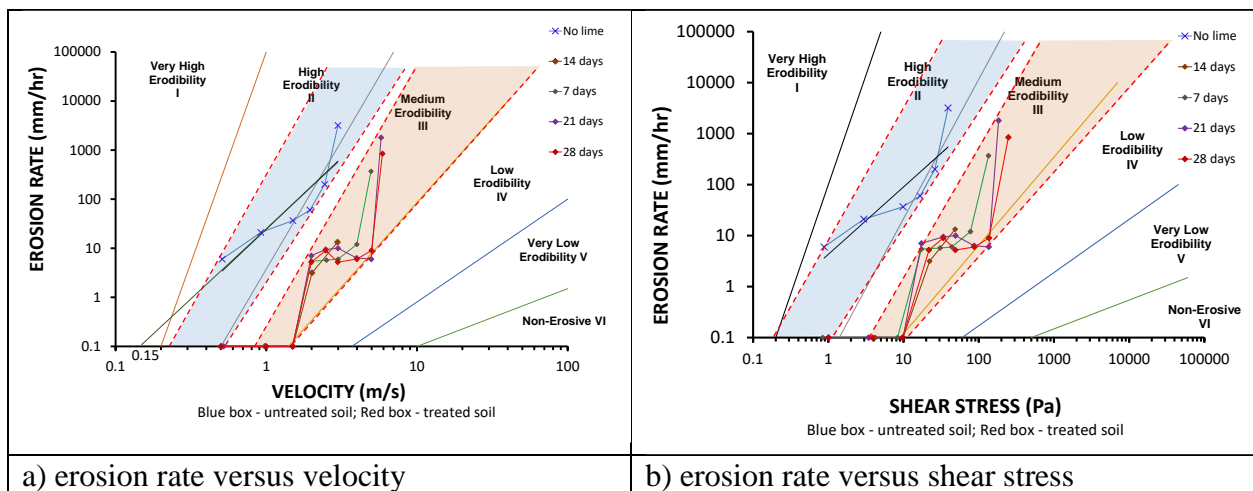 No lime
14 days
7 days
21 days
28 days
100000
10000
1000
100
10
1
0.1
EROSION RATE (mm/hr)
Very High
Erodibility
I
High
Erodibility
II
Medium
Erodibility
III
Low
Erodibility
IV
Very Low
Erodibility V
Non-Erosive VI
0.1
0.15
1
10
100
VELOCITY (m/s)
Blue box - untreated soil; Red box - treated soil
a) erosion rate versus velocity
No lime
14 days
7 days
21 days
28 days
100000
10000
1000
100
10
1
0.1
EROSION RATE (mm/hr)
Very High
Erodibility
I
High
Erodibility
II
Medium
Erodibility
III
Low
Erodibility
IV
Very Low
Erodibility V
Non-Erosive
VI
0.1
1
10
100
1000
10000
100000
SHEAR STRESS (Pa)
Blue box - untreated soil; Red box - treated soil
b) erosion rate versus shear stress